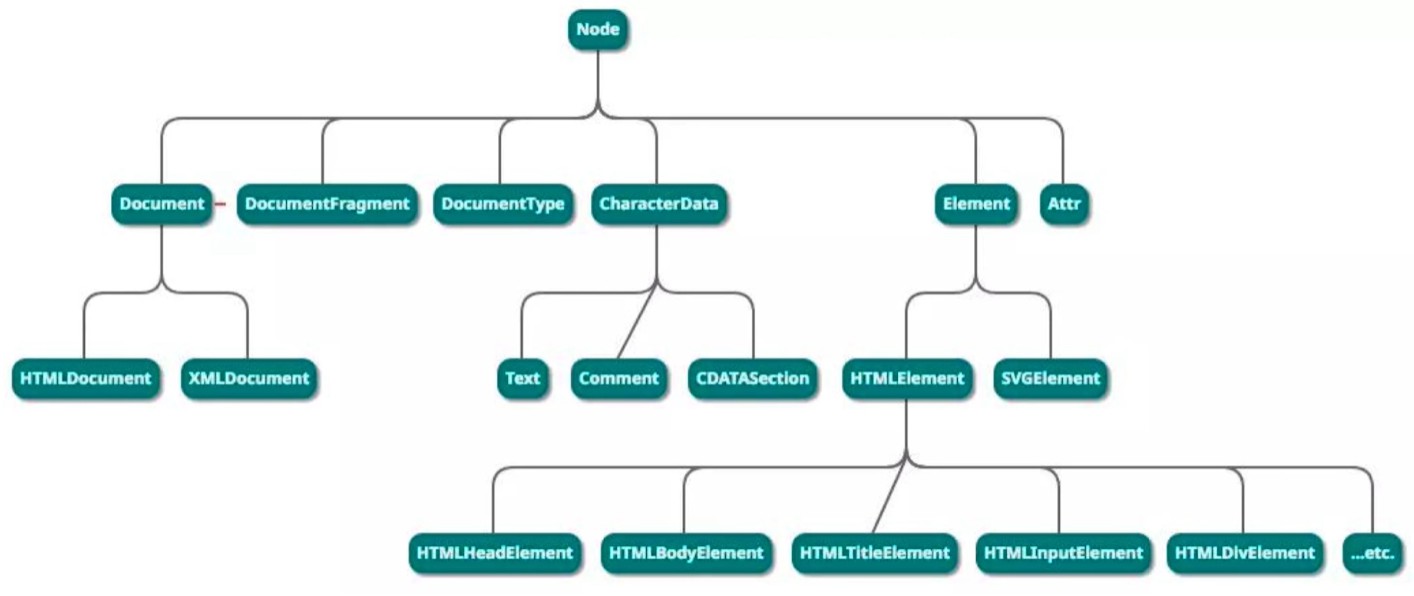 Node
Document
DocumentFragment
DocumentType
CharacterData
Element
Attr
HTMLDocument
XMLDocument
Text
Comment
CDATASection
HTMLElement
SVGElement
HTMLHeadElement
HTMLBodyElement
HTMLTitleElement
HTMLInputElement
HTMLDivElement
...etc.